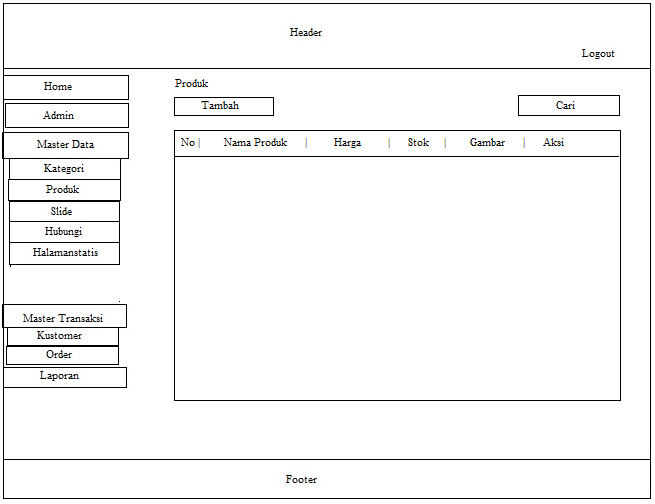 Header
Logout
Home
Admin
Master Data
Kategori
Produk
Slide
Hubungi
Halamanstatis
Master Transaksi
Kustomer
Order
Laporan
Produk
Tambah
Cari
No | Nama Produk | Harga | Stok | Gambar | Aksi
Footer